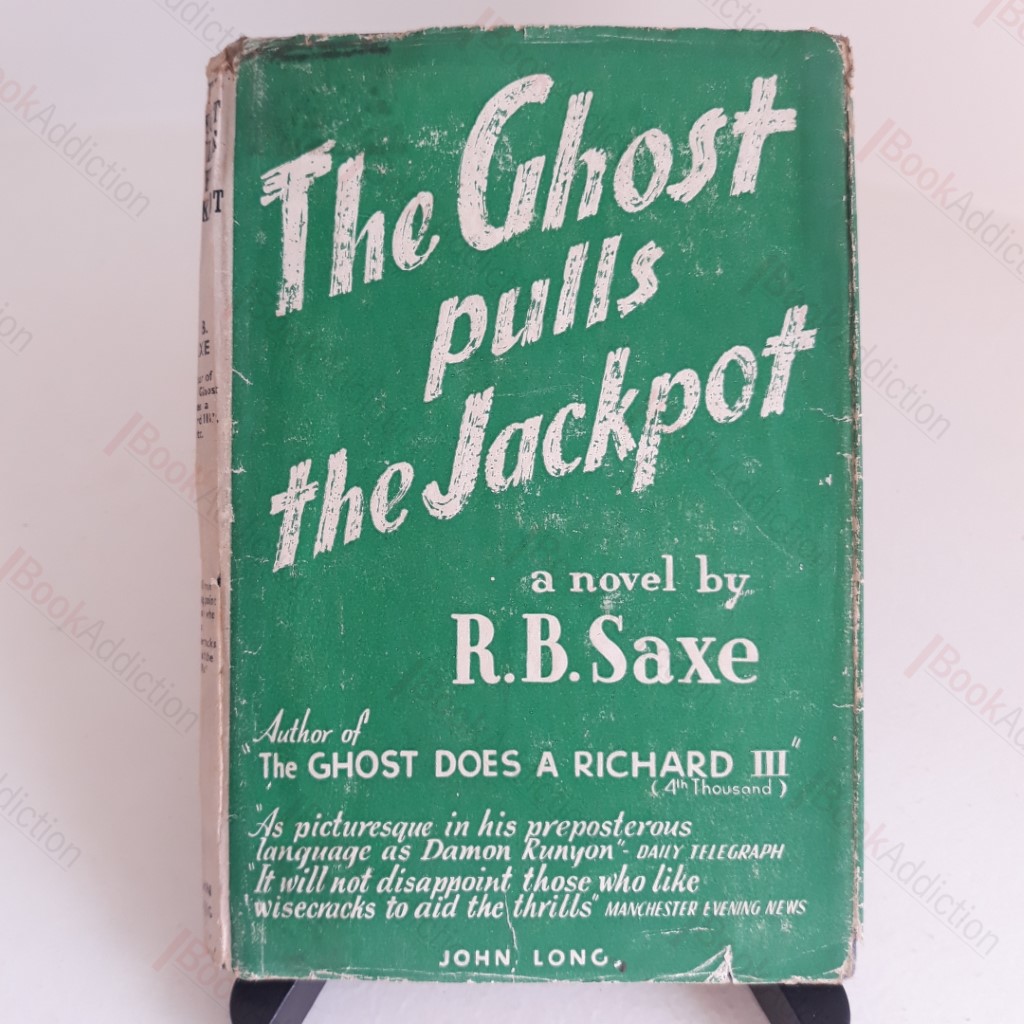 The Ghost
pulls
the Jackpot
a novel by
R.B. Saxe
Author of
"The GHOST DOES A RICHARD III"
(4th Thousand)
"As picturesque in his preposterous
language as Damon Runyon" - DAILY TELEGRAPH
"It will not disappoint those who like
wisecracks to aid the thrills" MANCHESTER EVENING NEWS
JOHN LONG
BookAddiction